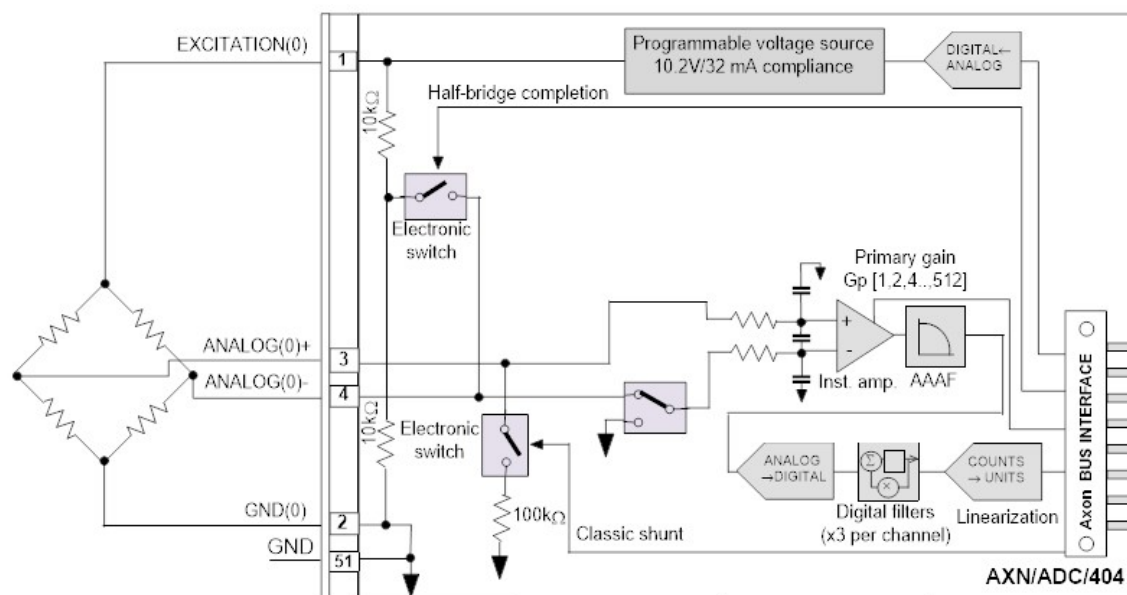 EXCITATION(0)
1
Programmable voltage source
10.2V/32 mA compliance
DIGITAL←
ANALOG
Half-bridge completion
10kΩ
Electronic
switch
Primary gain
Gp [1,2,4..,512]
ANALOG(0)+
3
ANALOG(0)-
4
+
-
Inst. amp.
AAAF
10kΩ
Electronic
switch
ANALOG
→DIGITAL
Σ
×
COUNTS
→ UNITS
Digital filters
(x3 per channel)
Linearization
100kΩ
Classic shunt
GND(0)
2
GND
51
Axon BUS INTERFACE
AXN/ADC/404